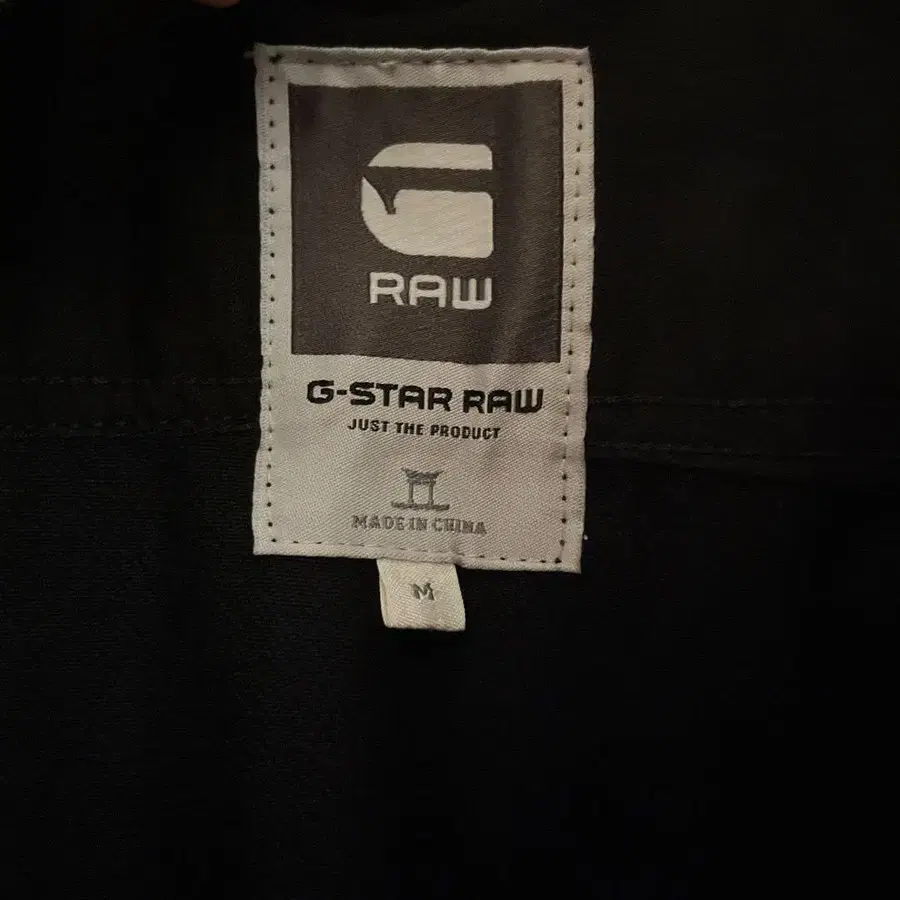 RAW
G-STAR RAW
JUST THE PRODUCT
MADE IN CHINA
M